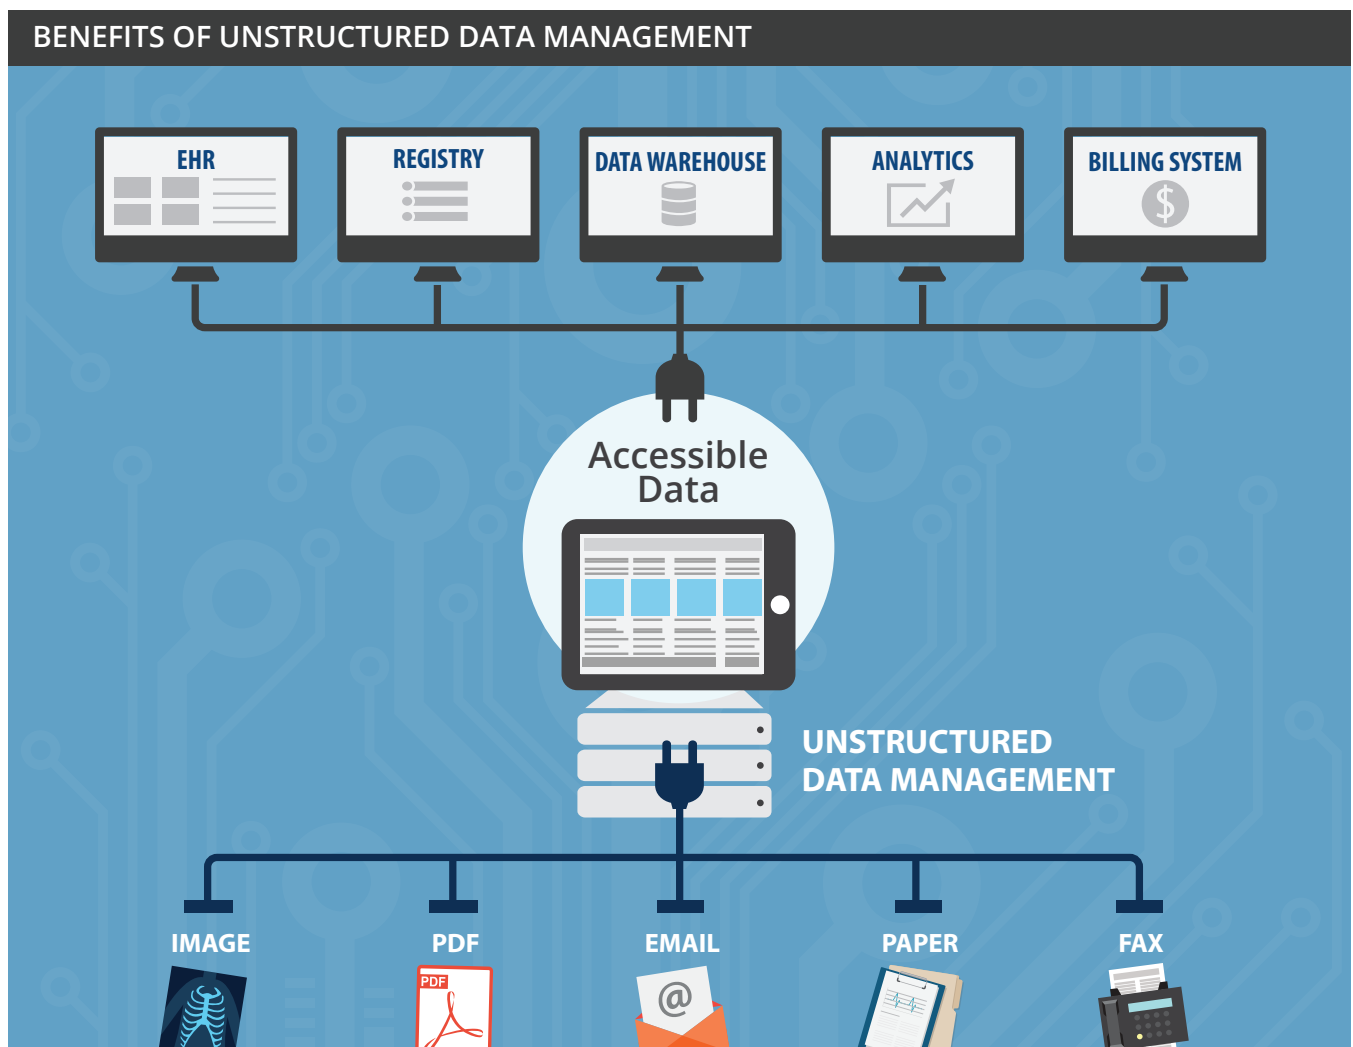 BENEFITS OF UNSTRUCTURED DATA MANAGEMENT
EHR
REGISTRY
DATA WAREHOUSE
ANALYTICS
BILLING SYSTEM
$
Accessible
Data
UNSTRUCTURED
DATA MANAGEMENT
IMAGE
PDF
EMAIL
PAPER
FAX
PDF
@